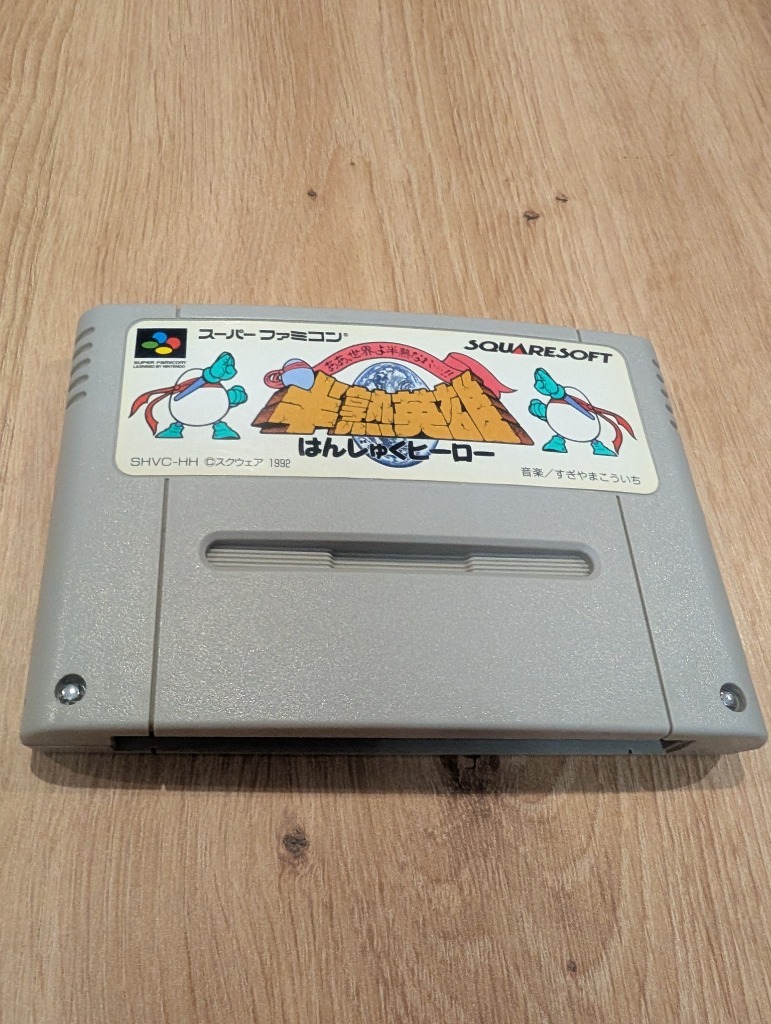 スーパーファミコン®
SQUARESOFT
SUPER FAMICOM
LICENSED BY NINTENDO
ああ、世界よ半熟なれ…!!
半熟英雄
はんじゅくヒーロー
SHVC-HH ©スクウェア 1992
音楽/すぎやまこういち